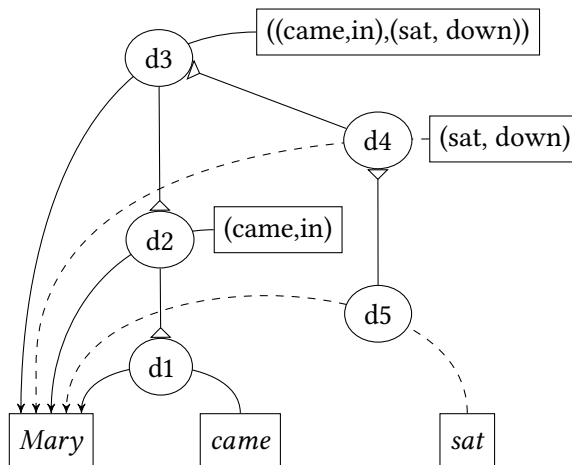 ((came,in),(sat, down))
d3
d4
(sat, down)
d2
(came,in)
d5
d1
Mary
came
sat